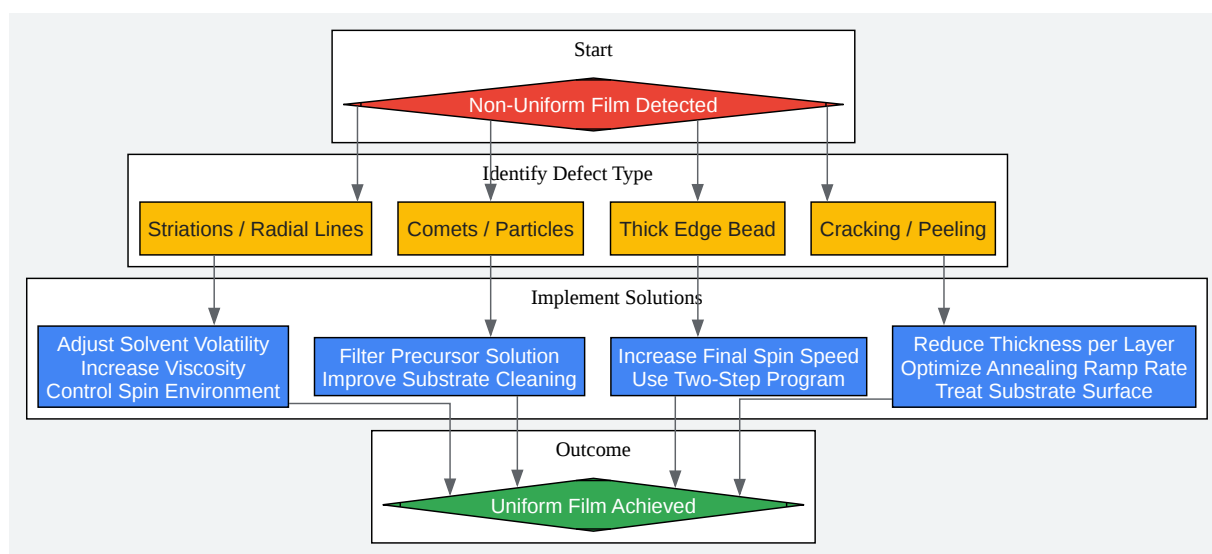 Start
Non-Uniform Film Detected
Identify Defect Type
Striations / Radial Lines
Comets / Particles
Thick Edge Bead
Cracking / Peeling
Implement Solutions
Adjust Solvent Volatility
Increase Viscosity
Control Spin Environment
Filter Precursor Solution
Improve Substrate Cleaning
Increase Final Spin Speed
Use Two-Step Program
Reduce Thickness per Layer
Optimize Annealing Ramp Rate
Treat Substrate Surface
Outcome
Uniform Film Achieved